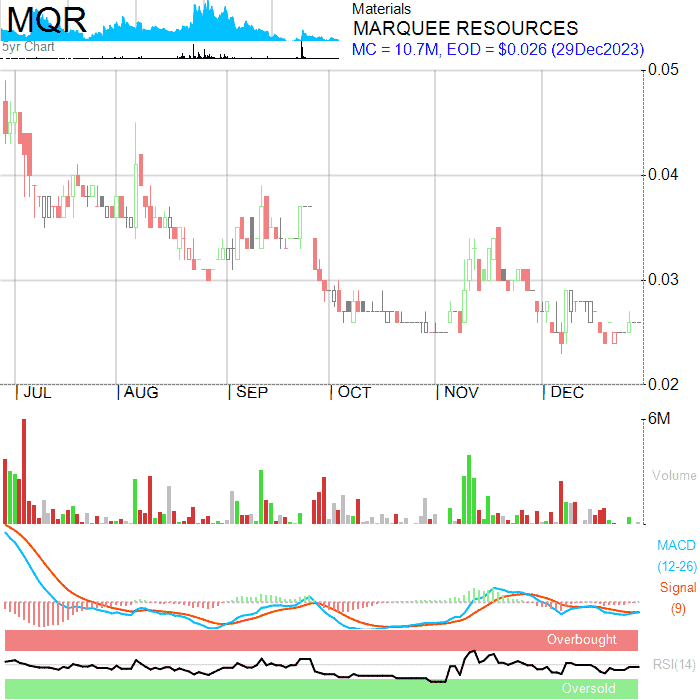 MQR
5yr Chart
Materials
MARQUEE RESOURCES
MC = 10.7M, EOD = $0.026 (29Dec2023)
0.05
0.04
0.03
0.02
JUL AUG SEP OCT NOV DEC
6M
Volume
MACD
(12-26)
Signal
(9)
Overbought
RSI(14)
Oversold